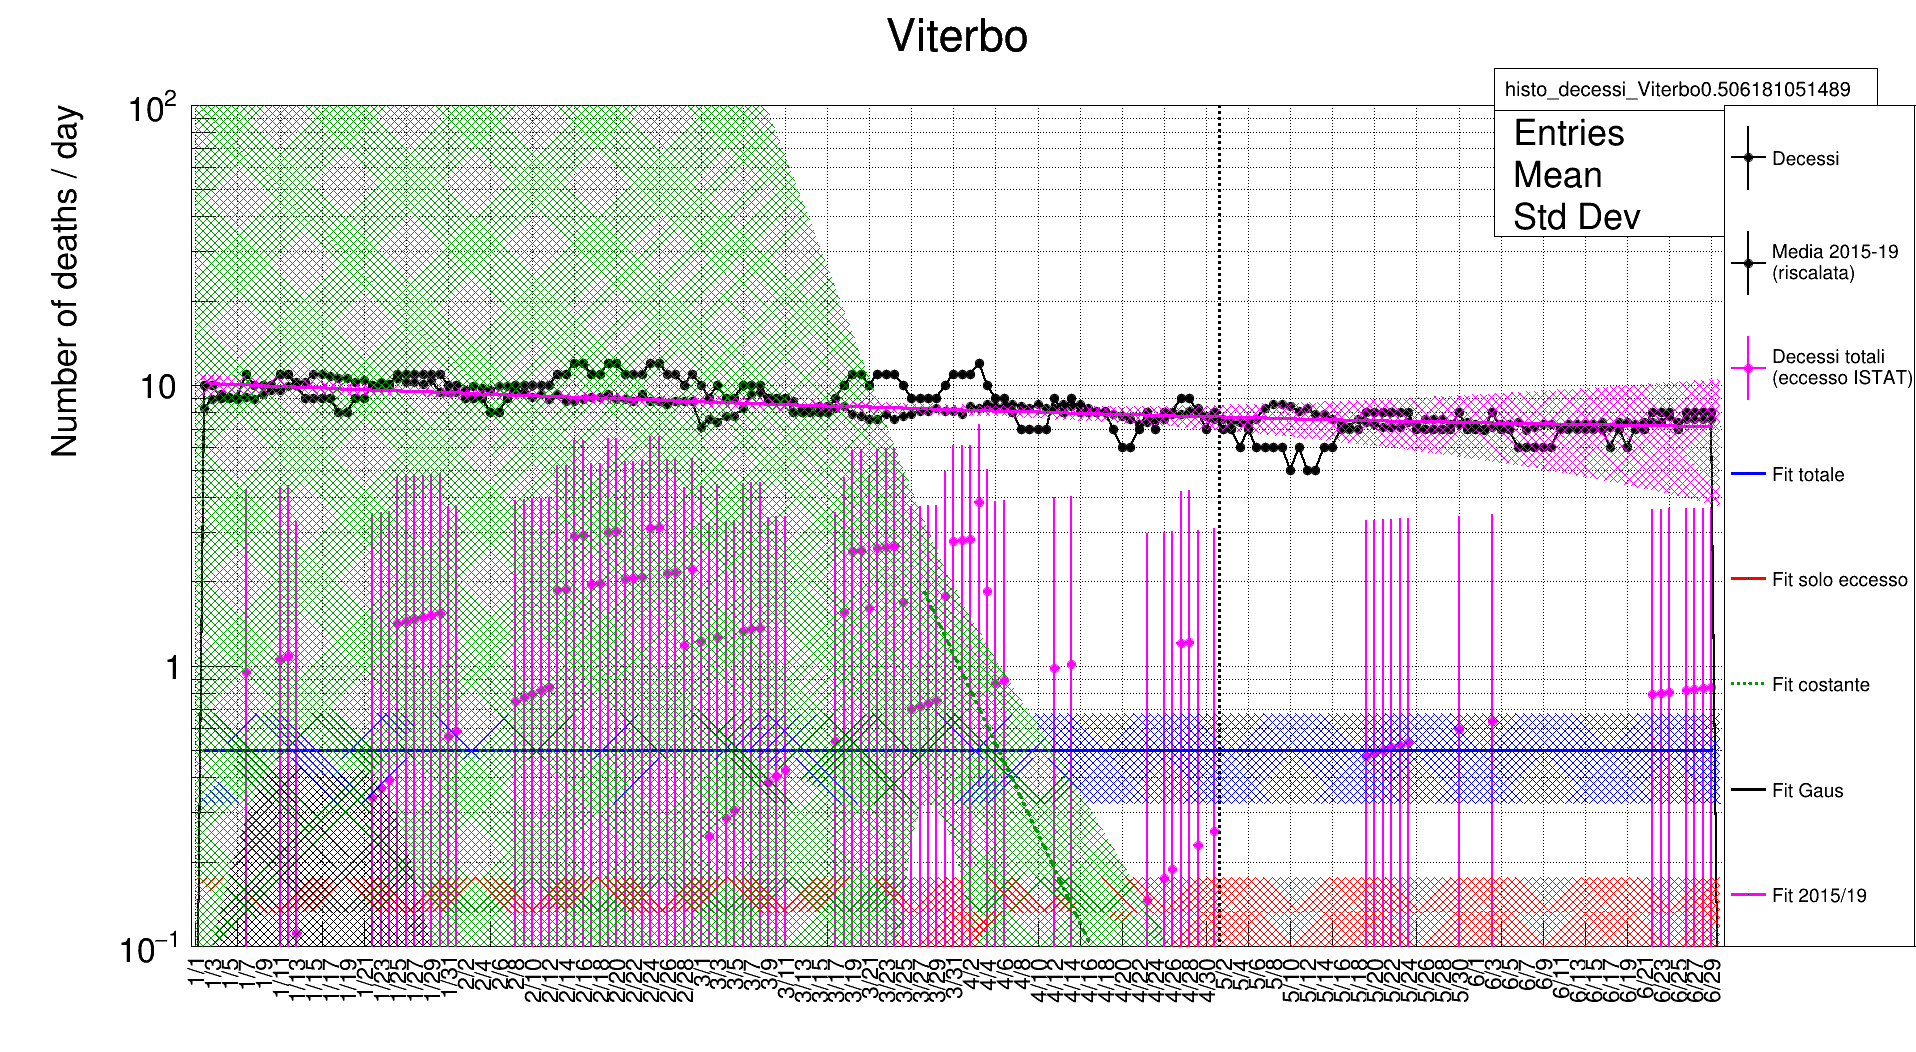 Viterbo
histo_decessi_Viterbo0.506181051489
Entries
Mean
Std Dev
Number of deaths / day
10²
10
1
10⁻¹
Decessi
Media 2015-19
(riscalata)
Decessi totali
(eccesso ISTAT)
Fit totale
Fit solo eccesso
Fit costante
Fit Gaus
Fit 2015/19
1/1 1/3 1/5 1/7 1/9 1/11 1/13 1/15 1/17 1/19 1/21 1/23 1/25 1/27 1/29 1/31 2/2 2/4 2/6 2/8 2/10 2/12 2/14 2/16 2/18 2/20 2/22 2/24 2/26 2/28 3/1 3/3 3/5 3/7 3/9 3/11 3/13 3/15 3/17 3/19 3/21 3/23 3/25 3/27 3/29 3/31 4/2 4/4 4/6 4/8 4/10 4/12 4/14 4/16 4/18 4/20 4/22 4/24 4/26 4/28 4/30 5/2 5/4 5/6 5/8 5/10 5/12 5/14 5/16 5/18 5/20 5/22 5/24 5/26 5/28 5/30 6/1 6/3 6/5 6/7 6/9 6/11 6/13 6/15 6/17 6/19 6/21 6/23 6/25 6/27 6/29